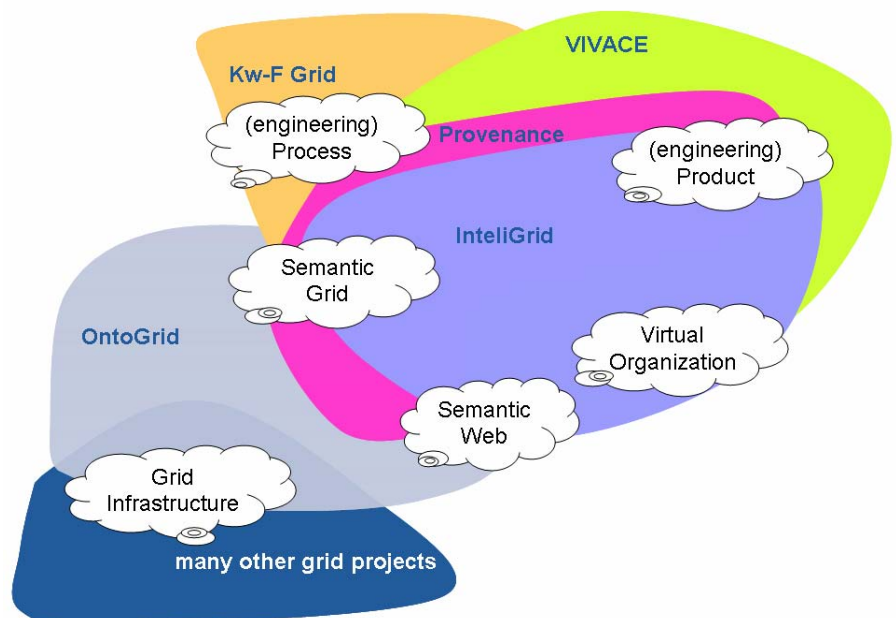 VIVACE
Kw-F Grid
(engineering)
Process
Provenance
(engineering)
Product
InteliGrid
Semantic
Grid
OntoGrid
Virtual
Organization
Semantic
Web
Grid
Infrastructure
many other grid projects